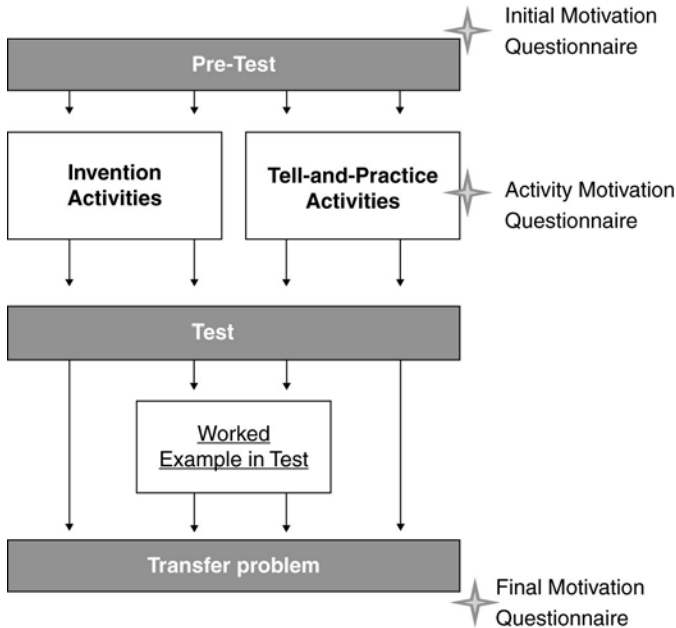 Initial Motivation
Questionnaire
Pre-Test
Invention
Activities
Tell-and-Practice
Activities
Activity Motivation
Questionnaire
Test
Worked
Example in Test
Transfer problem
Final Motivation
Questionnaire